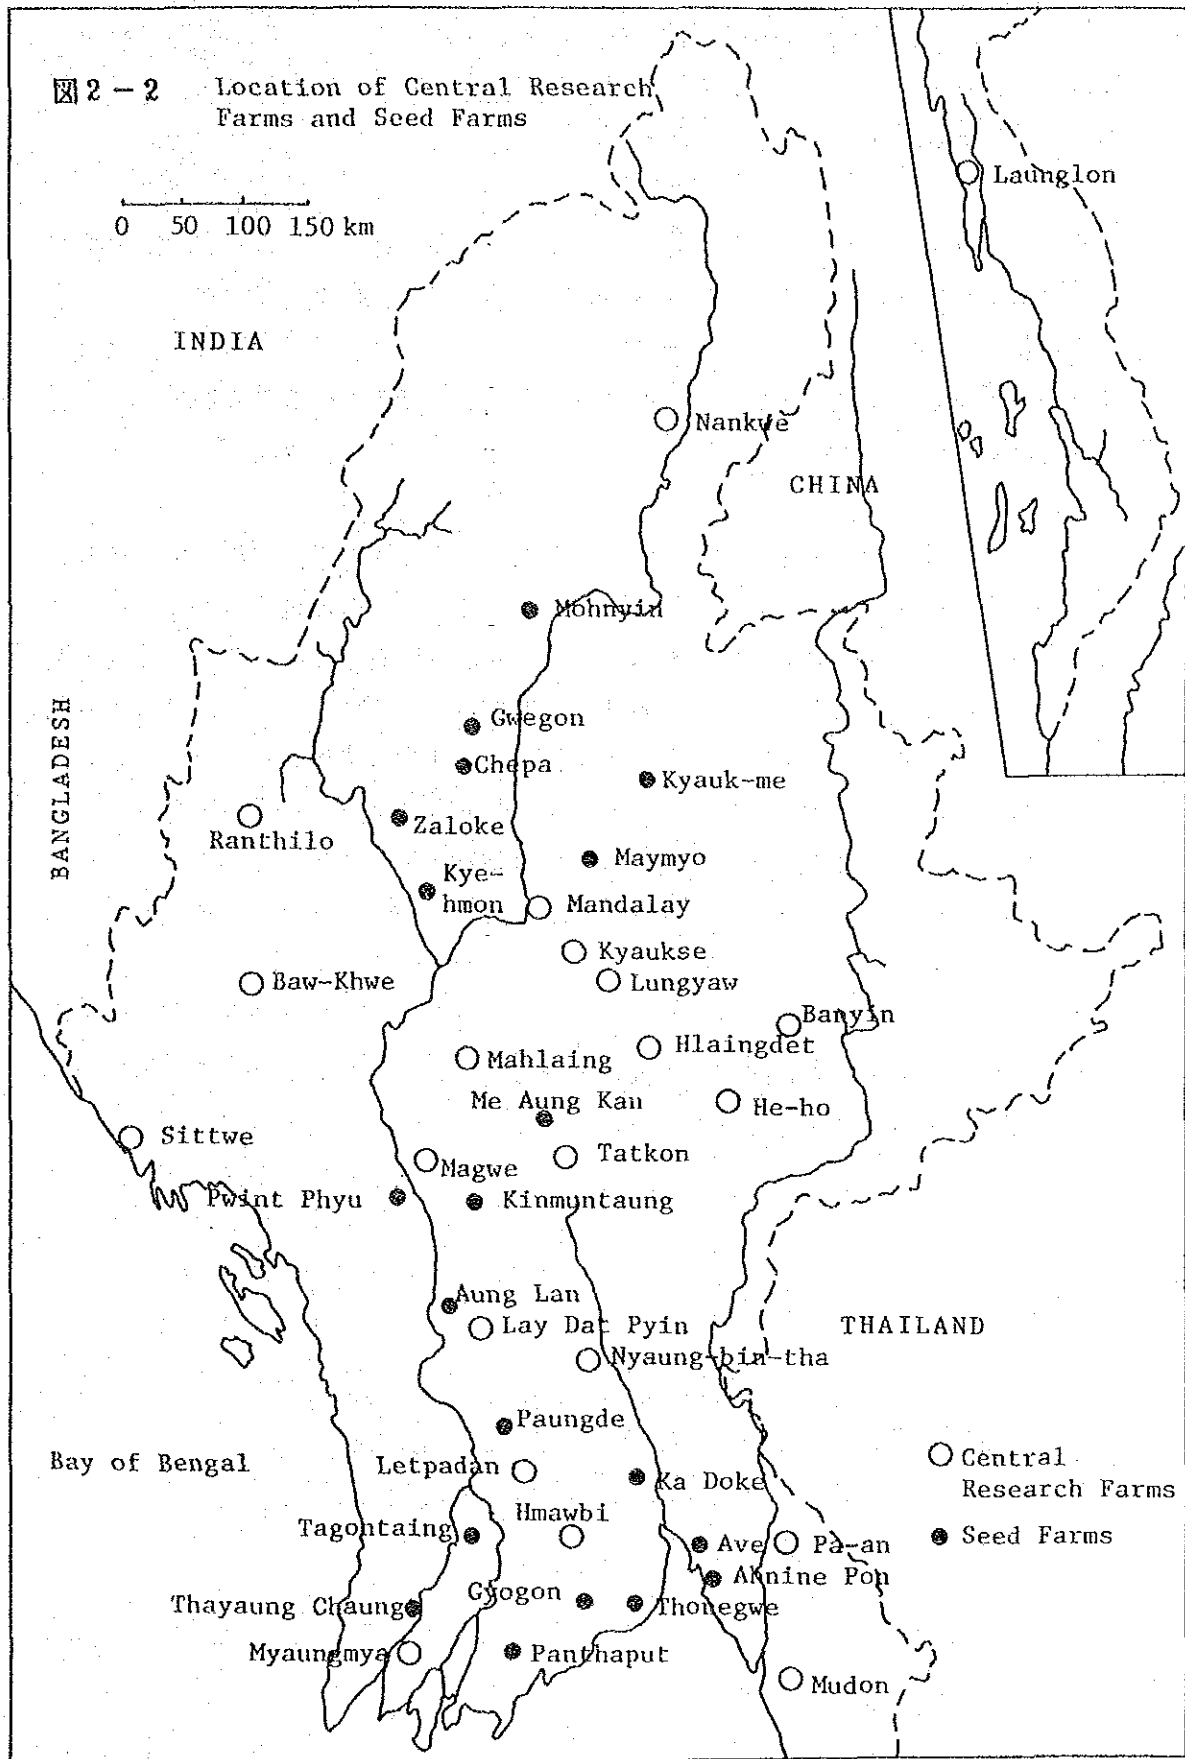 図2-2 Location of Central Research
Farms and Seed Farms
0 50 100 150 km
Launglon
INDIA
Nankwe
CHINA
Mohnyin
BANGLADESH
Gwegon
Chepa
Kyauk-me
Zaloke
Ranthilo
Maymyo
Kye-
hmon
Mandalay
Kyaukse
Baw-Khwe
Lungyaw
Banyin
Hlaingdet
Mahlaing
Me Aung Kan
He-ho
Sittwe
Tatkon
Magwe
Pwint Phyu
Kinmuntaung
Aung Lan
Lay Dat Pyin
THAILAND
Nyaung-bin-tha
Paungde
Bay of Bengal
Letpadan
Central
Research Farms
Ka Doke
Hmawbi
Tagontaing
Seed Farms
Ave
Pa-an
Ahnine Pon
Gyogon
Thayaung Chaung
Thonegwe
Myaungmya
Panthaput
Mudon